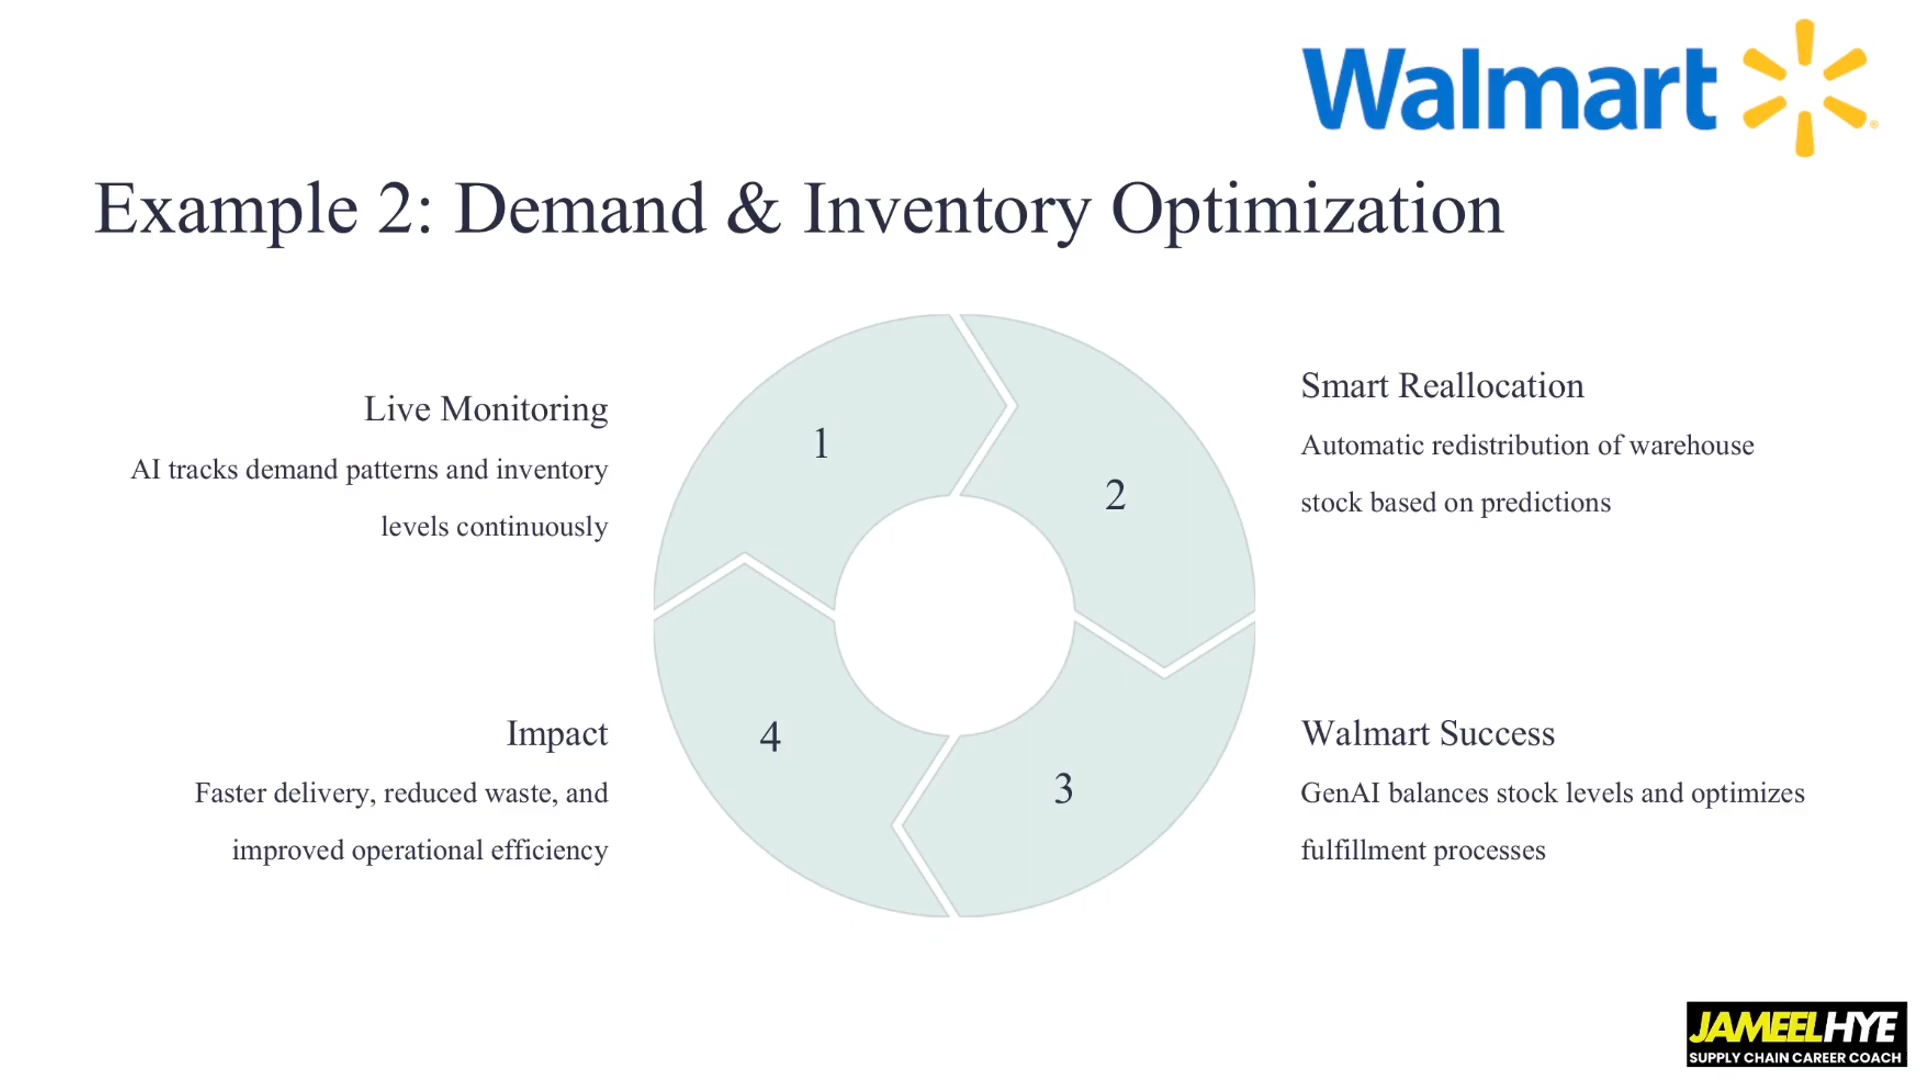 Walmart
Example 2: Demand & Inventory Optimization
Live Monitoring
AI tracks demand patterns and inventory
levels continuously
1
Smart Reallocation
Automatic redistribution of warehouse
stock based on predictions
2
Walmart Success
GenAI balances stock levels and optimizes
fulfillment processes
3
Impact
Faster delivery, reduced waste, and
improved operational efficiency
4
JAMEELHYE
SUPPLY CHAIN CAREER COACH